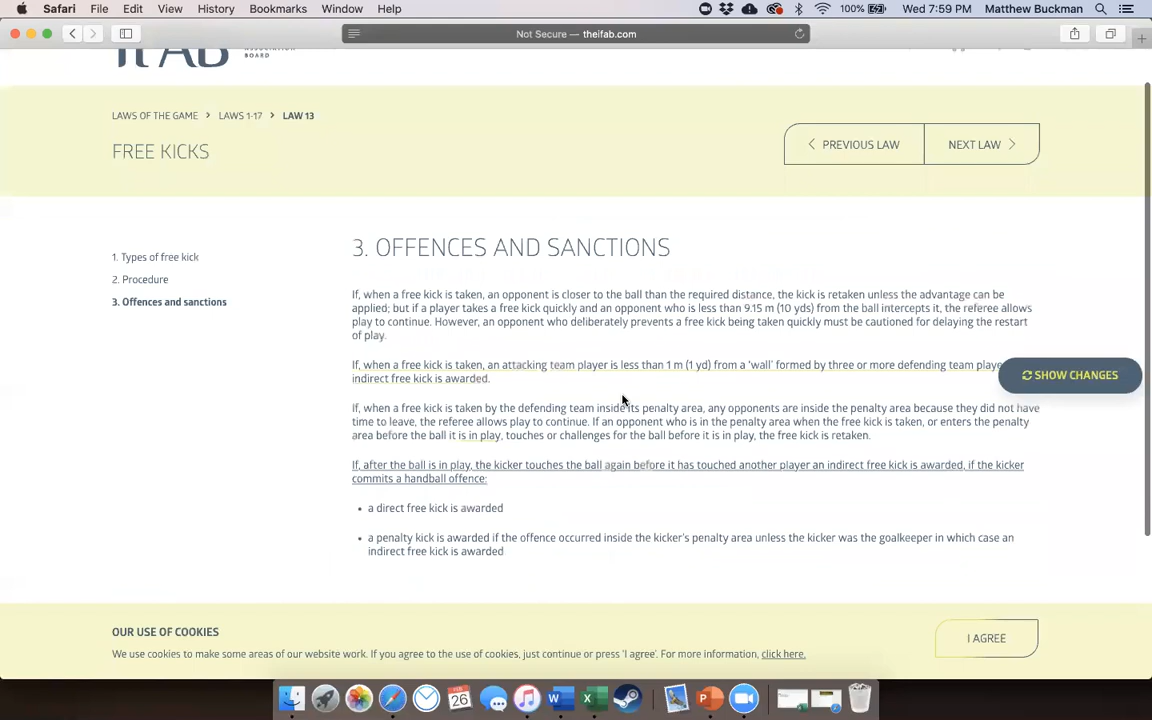 Safari File Edit View History Bookmarks Window Help 100% Wed 7:59 PM Matthew Buckman
Not Secure — theifab.com
IFAB
BOARD
LAWS OF THE GAME > LAWS 1-17 > LAW 13
FREE KICKS
< PREVIOUS LAW
NEXT LAW >
1. Types of free kick
2. Procedure
3. Offences and sanctions
3. OFFENCES AND SANCTIONS
If, when a free kick is taken, an opponent is closer to the ball than the required distance, the kick is retaken unless the advantage can be
applied; but if a player takes a free kick quickly and an opponent who is less than 9.15 m (10 yds) from the ball intercepts it, the referee allows
play to continue. However, an opponent who deliberately prevents a free kick being taken quickly must be cautioned for delaying the restart
of play.
If, when a free kick is taken, an attacking team player is less than 1 m (1 yd) from a 'wall' formed by three or more defending team playe
indirect free kick is awarded.
SHOW CHANGES
If, when a free kick is taken by the defending team inside its penalty area, any opponents are inside the penalty area because they did not have
time to leave, the referee allows play to continue. If an opponent who is in the penalty area when the free kick is taken, or enters the penalty
area before the ball it is in play, touches or challenges for the ball before it is in play, the free kick is retaken.
If, after the ball is in play, the kicker touches the ball again before it has touched another player an indirect free kick is awarded, if the kicker
commits a handball offence:
• a direct free kick is awarded
• a penalty kick is awarded if the offence occurred inside the kicker's penalty area unless the kicker was the goalkeeper in which case an
indirect free kick is awarded
OUR USE OF COOKIES
We use cookies to make some areas of our website work. If you agree to the use of cookies, just continue or press 'I agree'. For more information, click here.
I AGREE
FEB
26